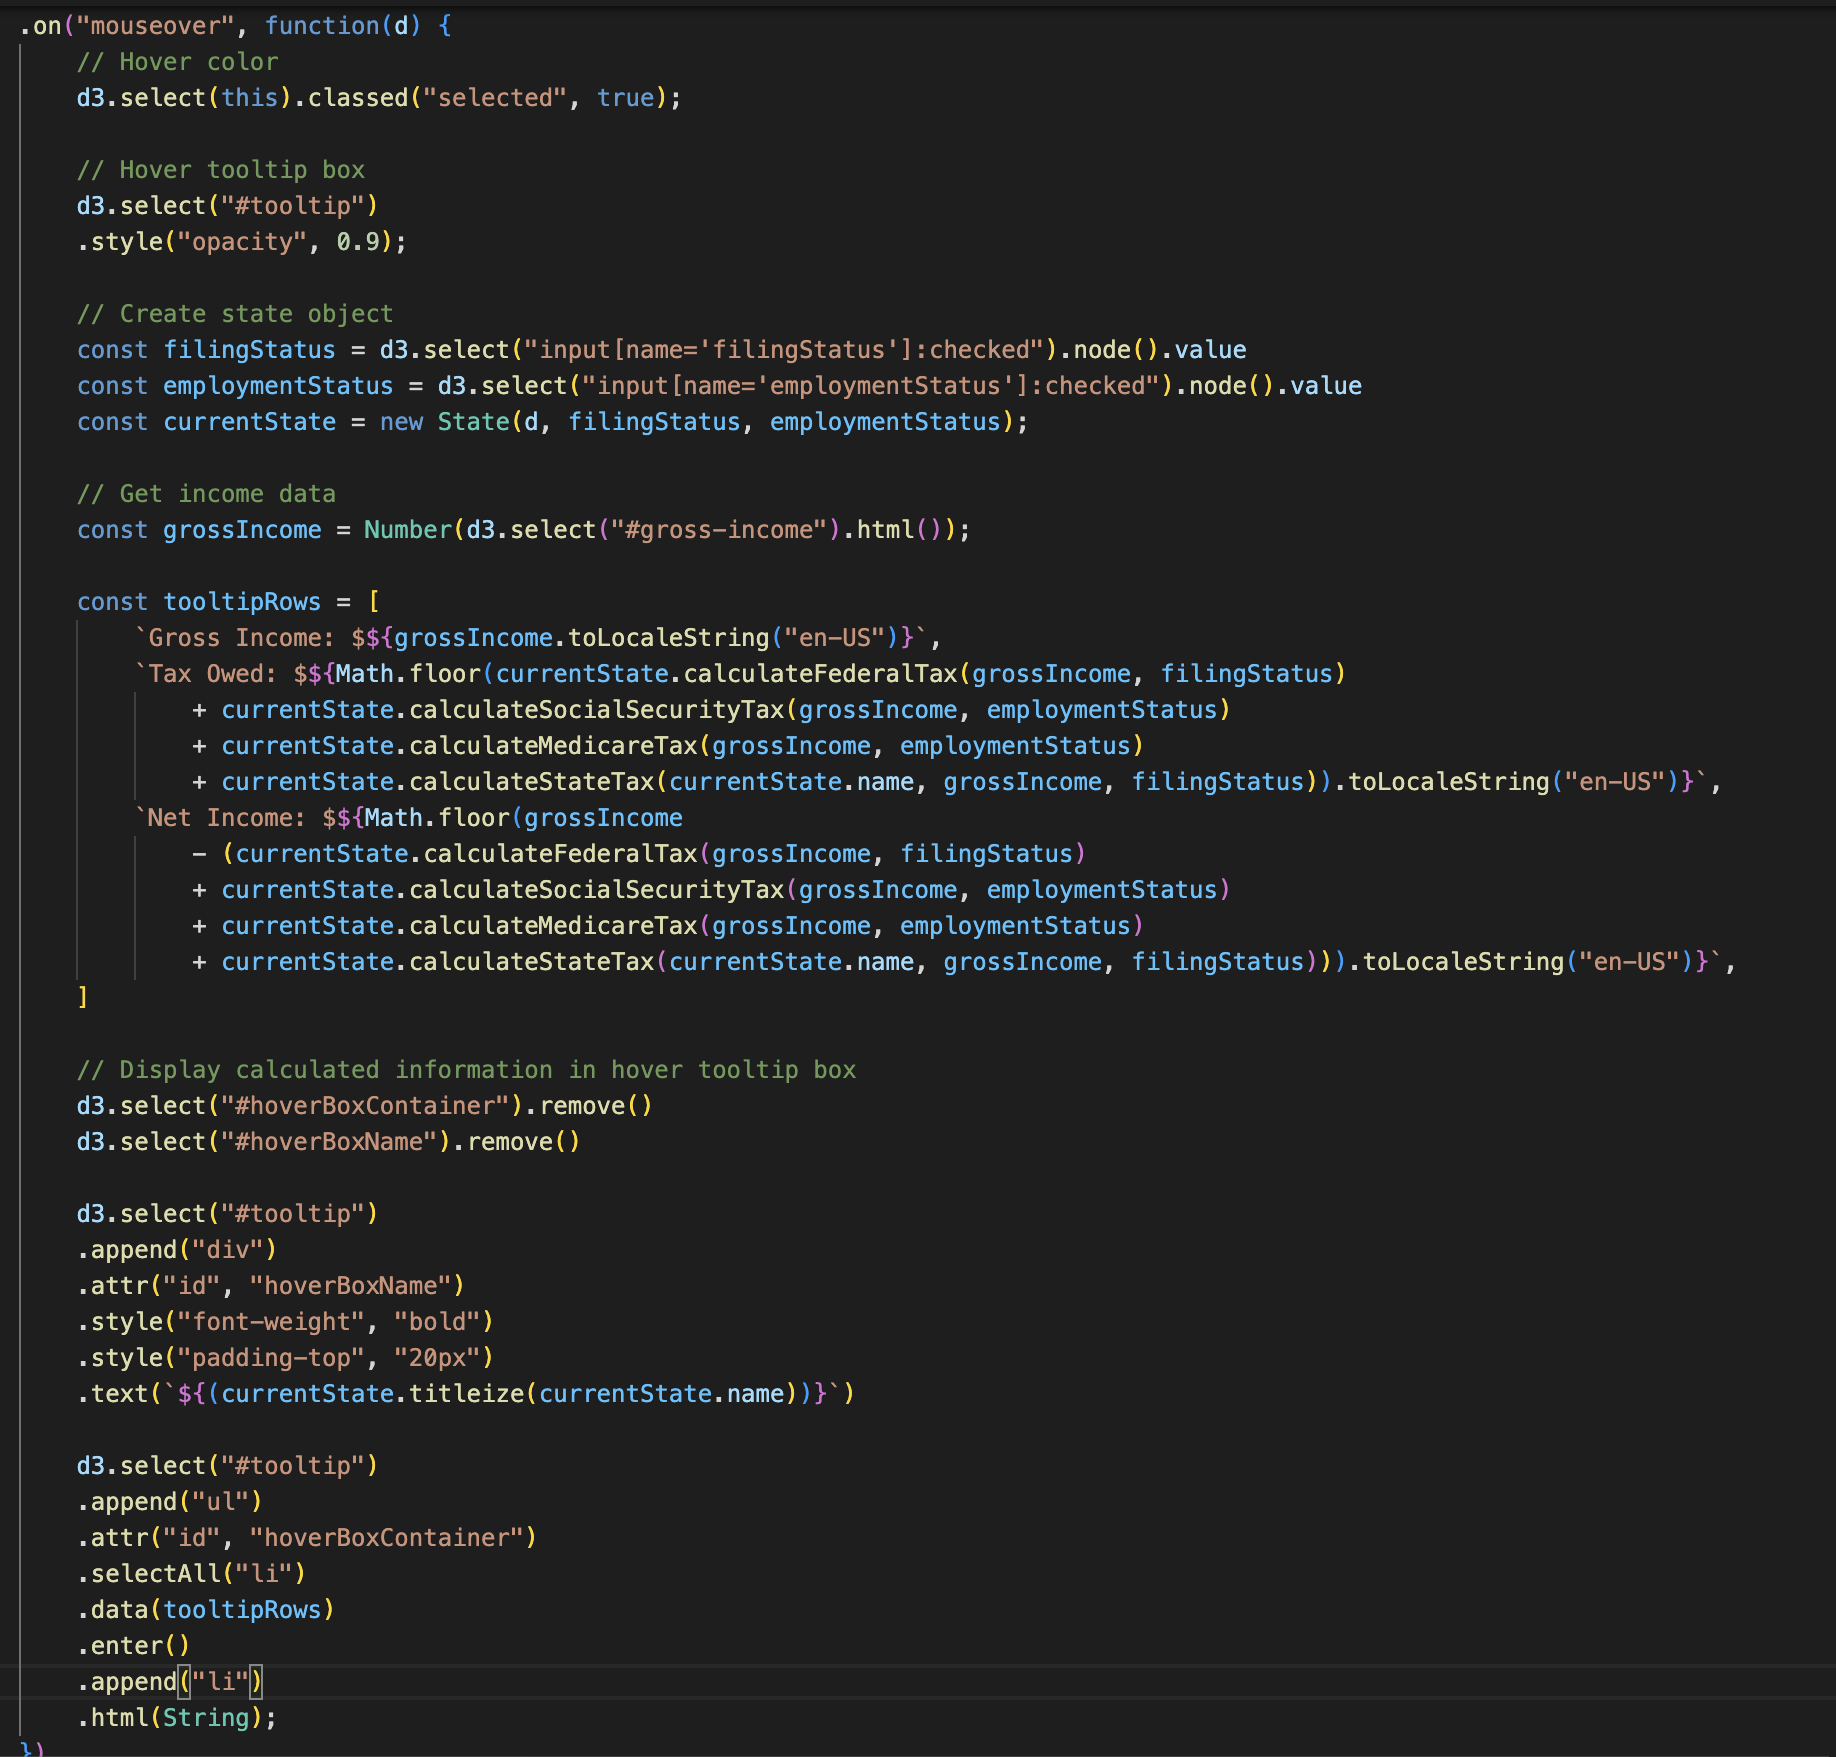 .on("mouseover", function(d) {
    // Hover color
    d3.select(this).classed("selected", true);

    // Hover tooltip box
    d3.select("#tooltip")
    .style("opacity", 0.9);

    // Create state object
    const filingStatus = d3.select("input[name='filingStatus']:checked").node().value
    const employmentStatus = d3.select("input[name='employmentStatus']:checked").node().value
    const currentState = new State(d, filingStatus, employmentStatus);

    // Get income data
    const grossIncome = Number(d3.select("#gross-income").html());

    const tooltipRows = [
        `Gross Income: $${grossIncome.toLocaleString("en-US")}`,
        `Tax Owed: $${Math.floor(currentState.calculateFederalTax(grossIncome, filingStatus)
            + currentState.calculateSocialSecurityTax(grossIncome, employmentStatus)
            + currentState.calculateMedicareTax(grossIncome, employmentStatus)
            + currentState.calculateStateTax(currentState.name, grossIncome, filingStatus)).toLocaleString("en-US")}`,
        `Net Income: $${Math.floor(grossIncome
            - (currentState.calculateFederalTax(grossIncome, filingStatus)
            + currentState.calculateSocialSecurityTax(grossIncome, employmentStatus)
            + currentState.calculateMedicareTax(grossIncome, employmentStatus)
            + currentState.calculateStateTax(currentState.name, grossIncome, filingStatus))).toLocaleString("en-US")}`,
    ]

    // Display calculated information in hover tooltip box
    d3.select("#hoverBoxContainer").remove()
    d3.select("#hoverBoxName").remove()

    d3.select("#tooltip")
    .append("div")
    .attr("id", "hoverBoxName")
    .style("font-weight", "bold")
    .style("padding-top", "20px")
    .text(`${(currentState.titleize(currentState.name))}`)

    d3.select("#tooltip")
    .append("ul")
    .attr("id", "hoverBoxContainer")
    .selectAll("li")
    .data(tooltipRows)
    .enter()
    .append("li")
    .html(String);
})